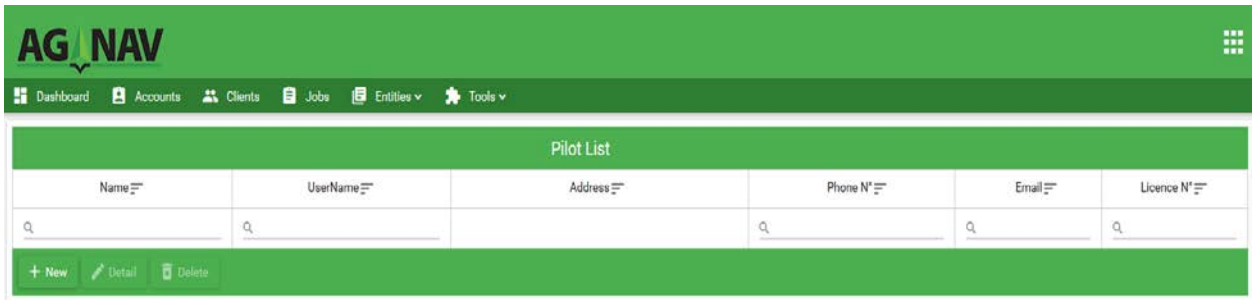 AG NAV
Dashboard Accounts Clients Jobs Entities Tools
Pilot List
Name UserName Address Phone N° Email Licence N°
+ New Detail Delete